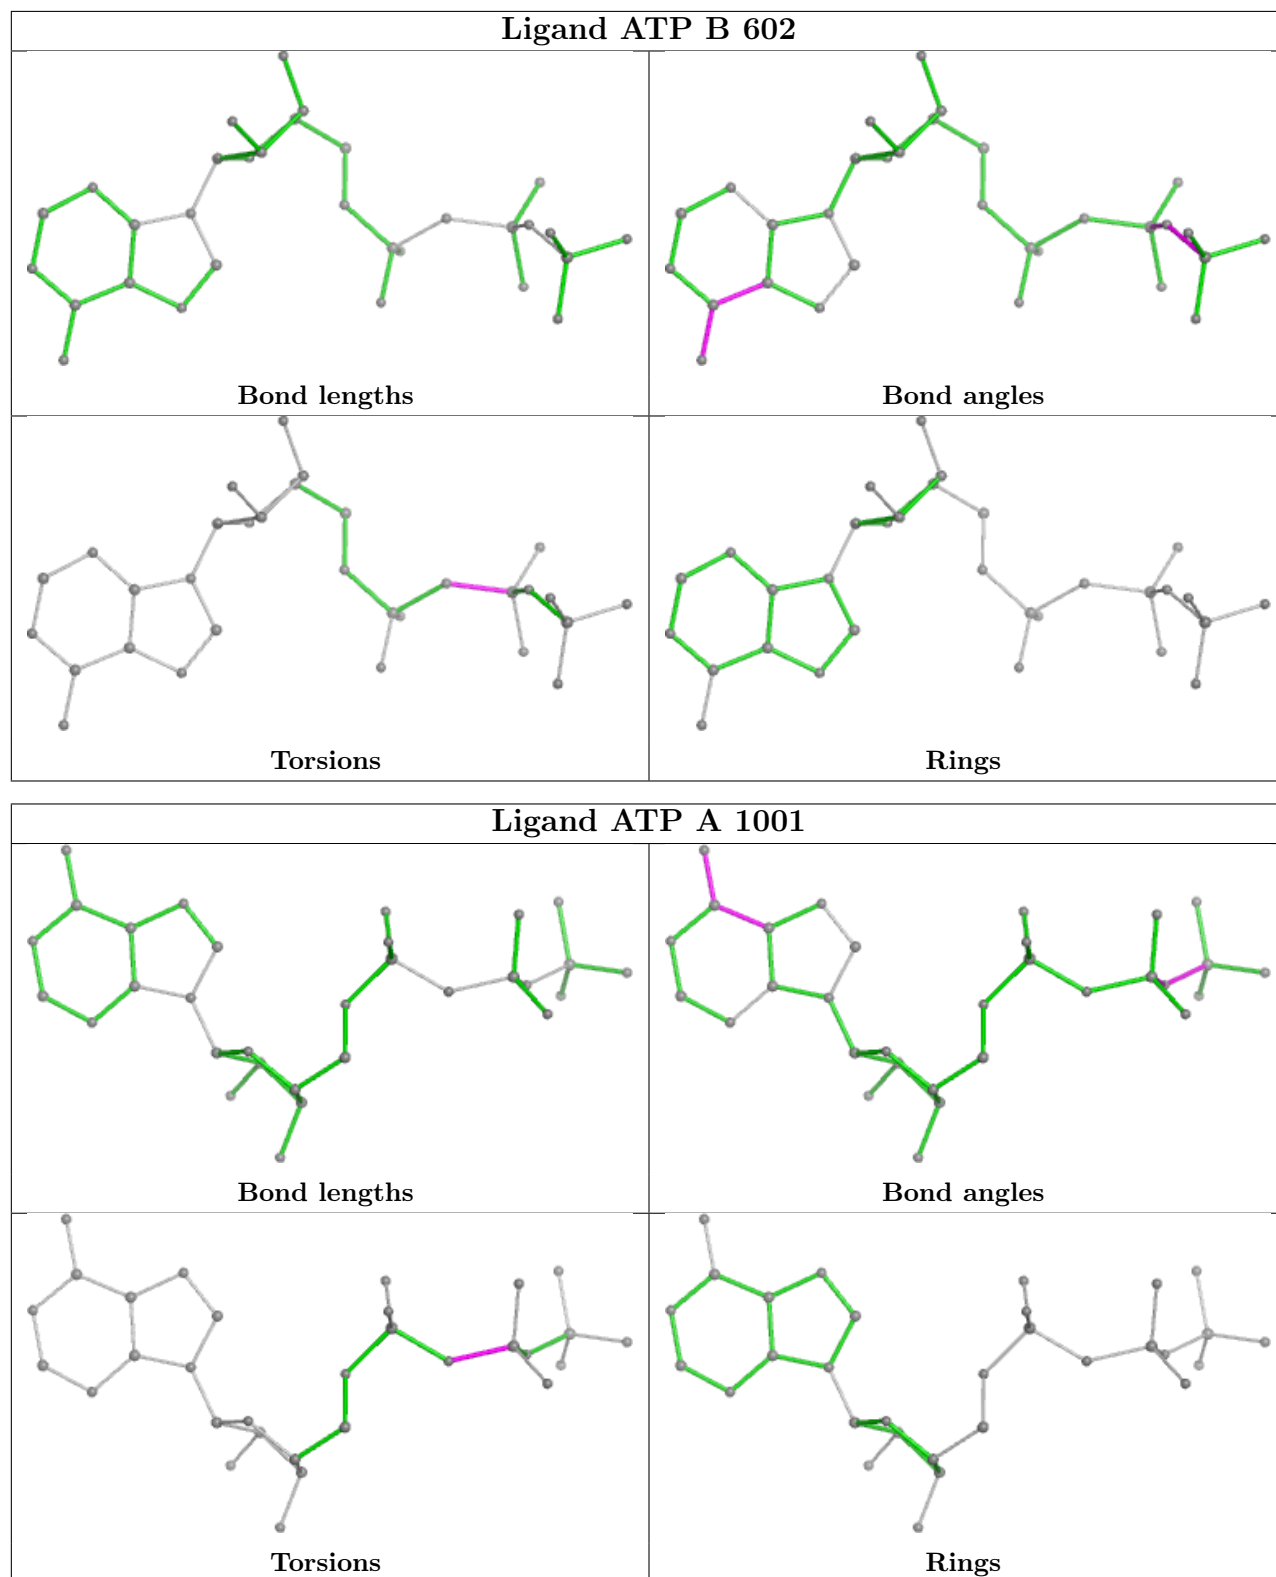 Ligand ATP B 602
Bond lengths
Bond angles
Torsions
Rings
Ligand ATP A 1001
Bond lengths
Bond angles
Torsions
Rings